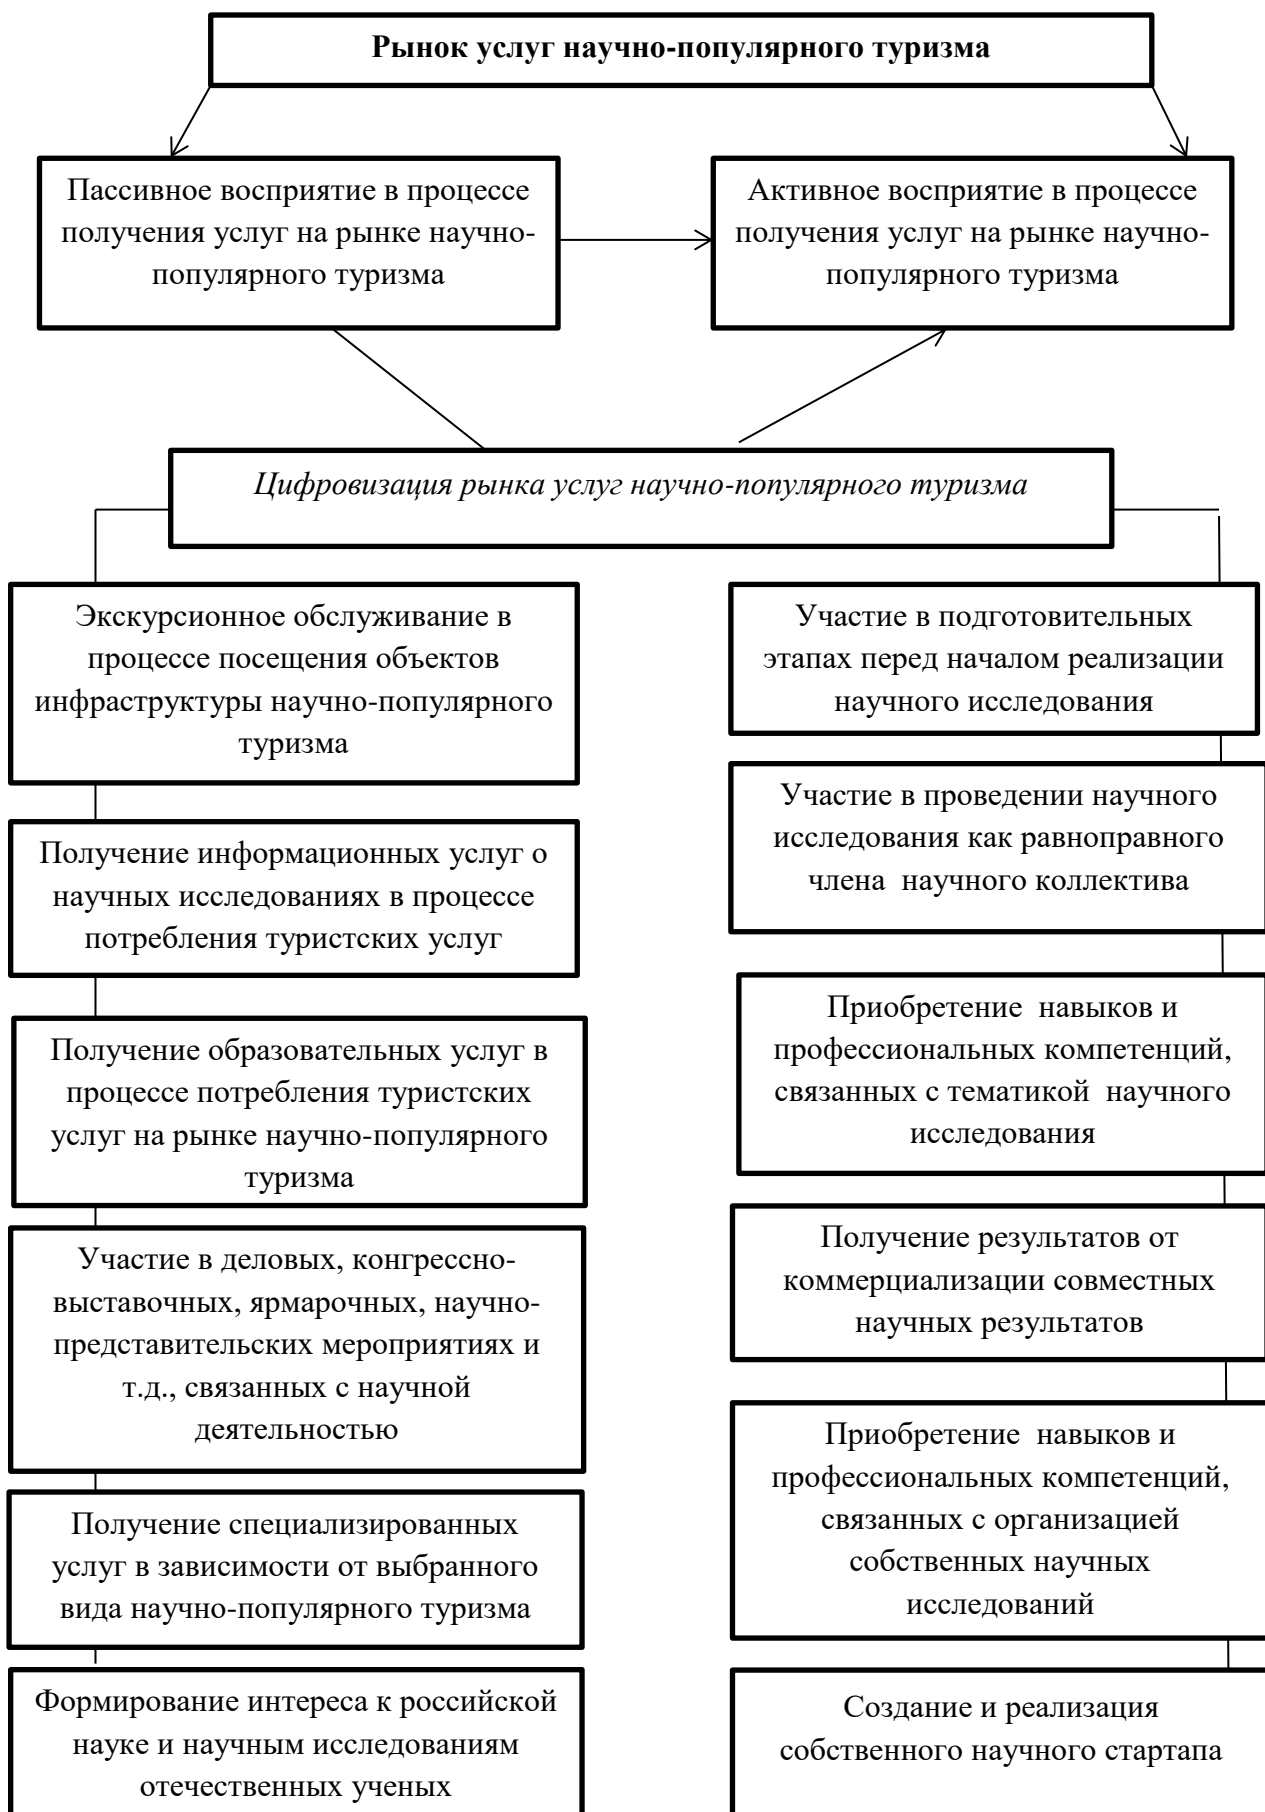 Рынок услуг научно-популярного туризма
Пассивное восприятие в процессе
получения услуг на рынке научно-
популярного туризма
Активное восприятие в процессе
получения услуг на рынке научно-
популярного туризма
Цифровизация рынка услуг научно-популярного туризма
Экскурсионное обслуживание в
процессе посещения объектов
инфраструктуры научно-популярного
туризма
Получение информационных услуг о
научных исследованиях в процессе
потребления туристских услуг
Получение образовательных услуг в
процессе потребления туристских
услуг на рынке научно-популярного
туризма
Участие в деловых, конгрессно-
выставочных, ярмарочных, научно-
представительских мероприятиях и
т.д., связанных с научной
деятельностью
Получение специализированных
услуг в зависимости от выбранного
вида научно-популярного туризма
Формирование интереса к российской
науке и научным исследованиям
отечественных ученых
Участие в подготовительных
этапах перед началом реализации
научного исследования
Участие в проведении научного
исследования как равноправного
члена  научного коллектива
Приобретение  навыков и
профессиональных компетенций,
связанных с тематикой  научного
исследования
Получение результатов от
коммерциализации совместных
научных результатов
Приобретение  навыков и
профессиональных компетенций,
связанных с организацией
собственных научных
исследований
Создание и реализация
собственного научного стартапа